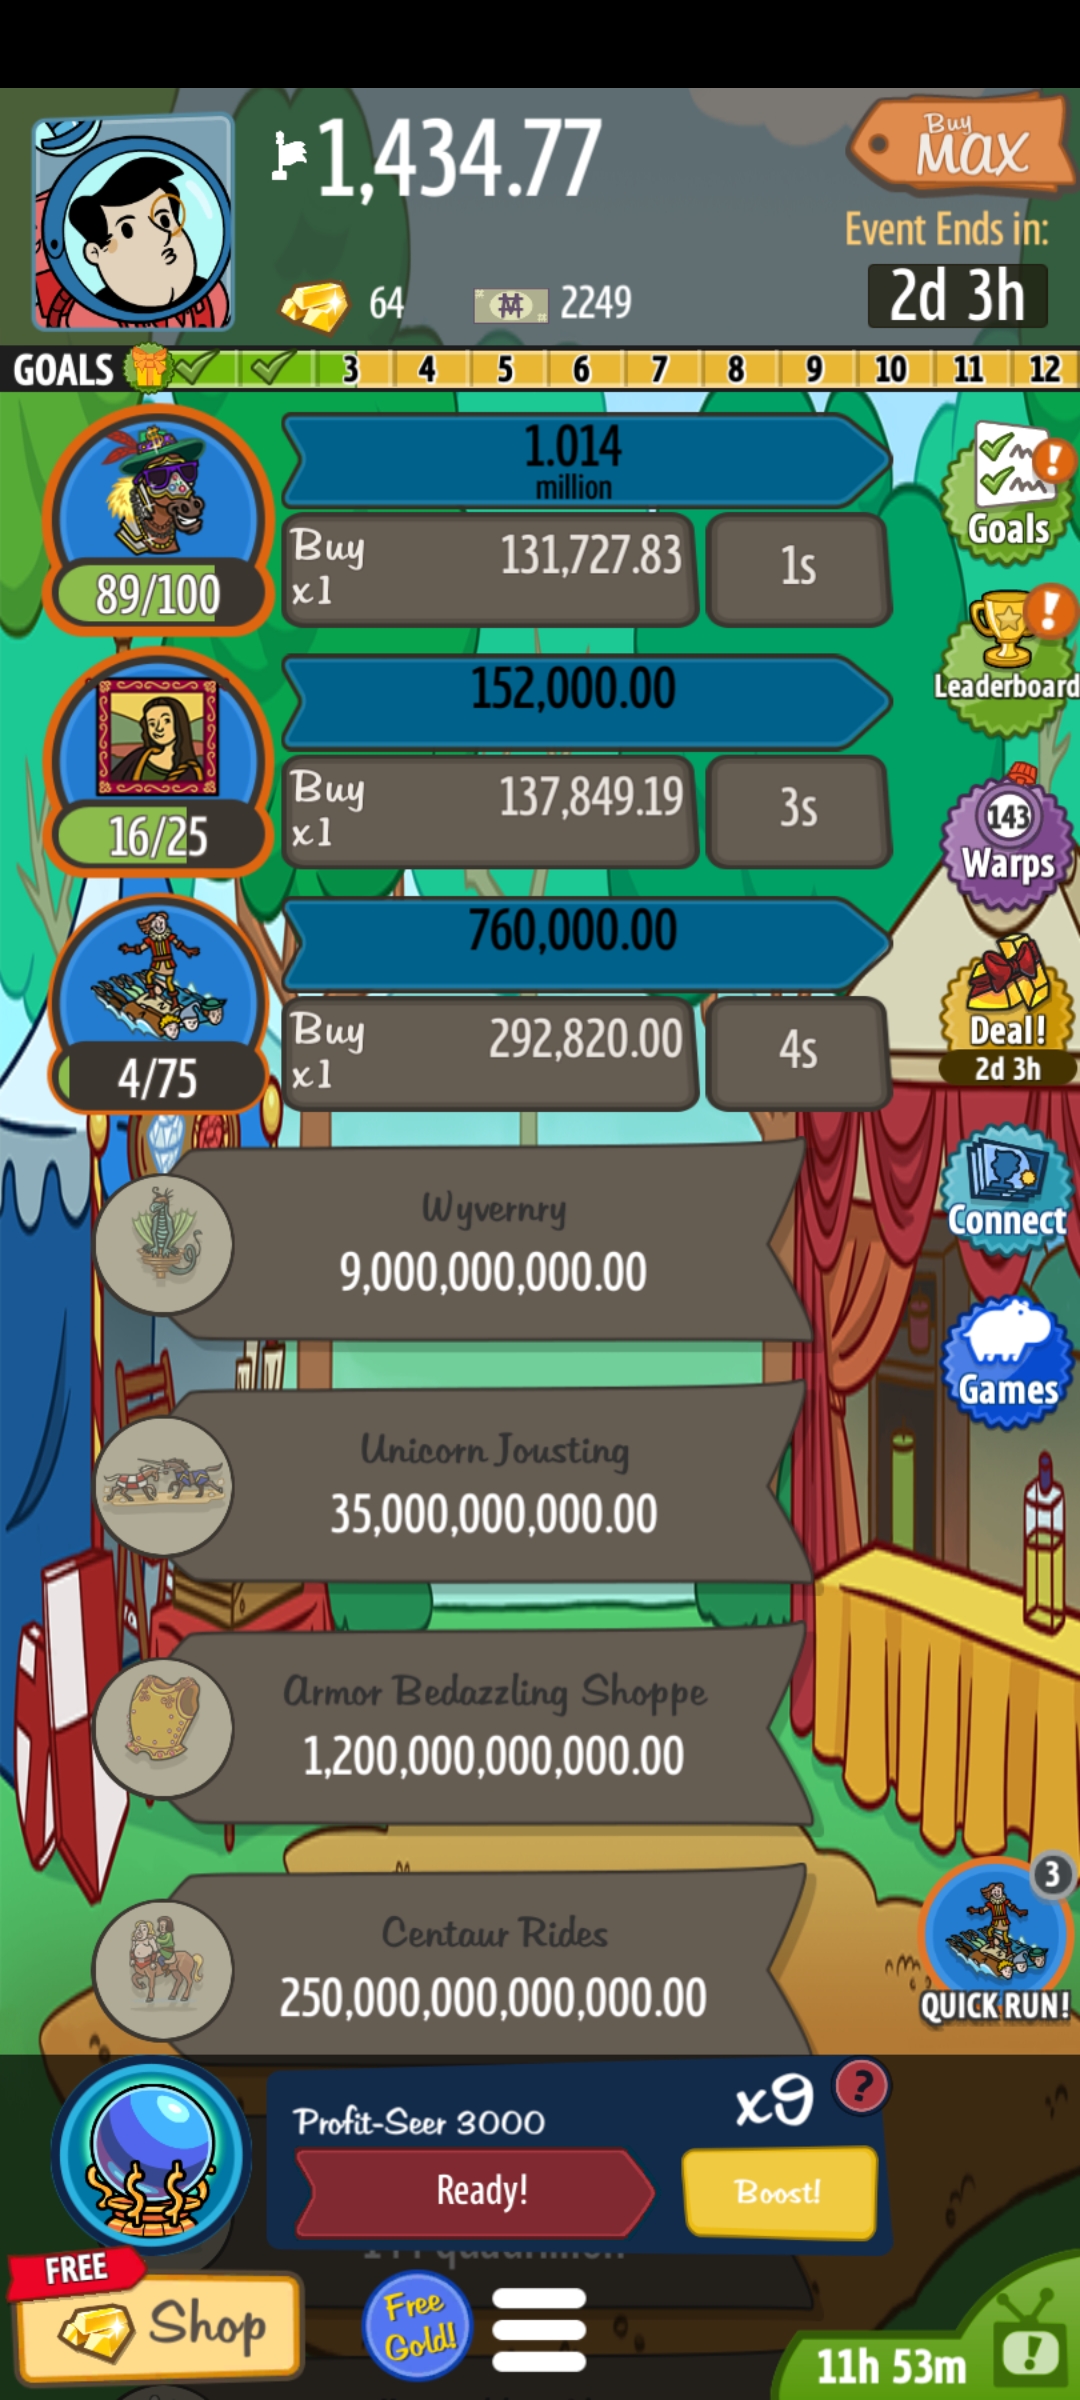 1,434.77
Buy
MAX
Event Ends in:
64
2249
2d 3h
GOALS 3 4 5 6 7 8 9 10 11 12
1.014
million
Buy
x1
131,727.83
1s
89/100
Goals
152,000.00
Leaderboard
Buy
x1
137,849.19
3s
16/25
143
Warps
760,000.00
Buy
x1
292,820.00
4s
4/75
Deal!
2d 3h
Wyvernry
9,000,000,000.00
Connect
Unicorn Jousting
35,000,000,000.00
Games
Armor Bedazzling Shoppe
1,200,000,000,000.00
Centaur Rides
250,000,000,000,000.00
3
QUICK RUN!
Profit-Seer 3000
x9
?
Ready!
Boost!
FREE
Shop
Free
Gold!
11h 53m